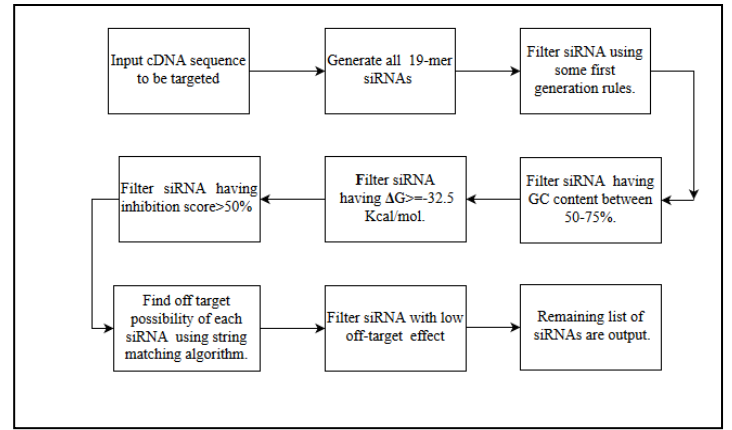 Input cDNA sequence
to be targeted
Generate all 19-mer
siRNAs
Filter siRNA using
some first
generation rules.
Filter siRNA having
GC content between
50-75%.
Filter siRNA
having ΔG>=-32.5
Kcal/mol.
Filter siRNA having
inhibition score>50%
Find off target
possibility of each
siRNA using string
matching algorithm.
Filter siRNA with low
off-target effect
Remaining list of
siRNAs are output.